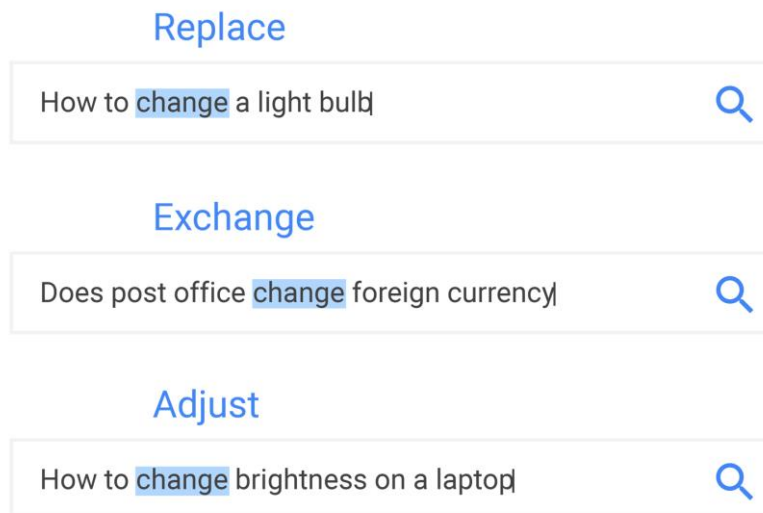 Replace
How to change a light bulb
Exchange
Does post office change foreign currency
Adjust
How to change brightness on a laptop